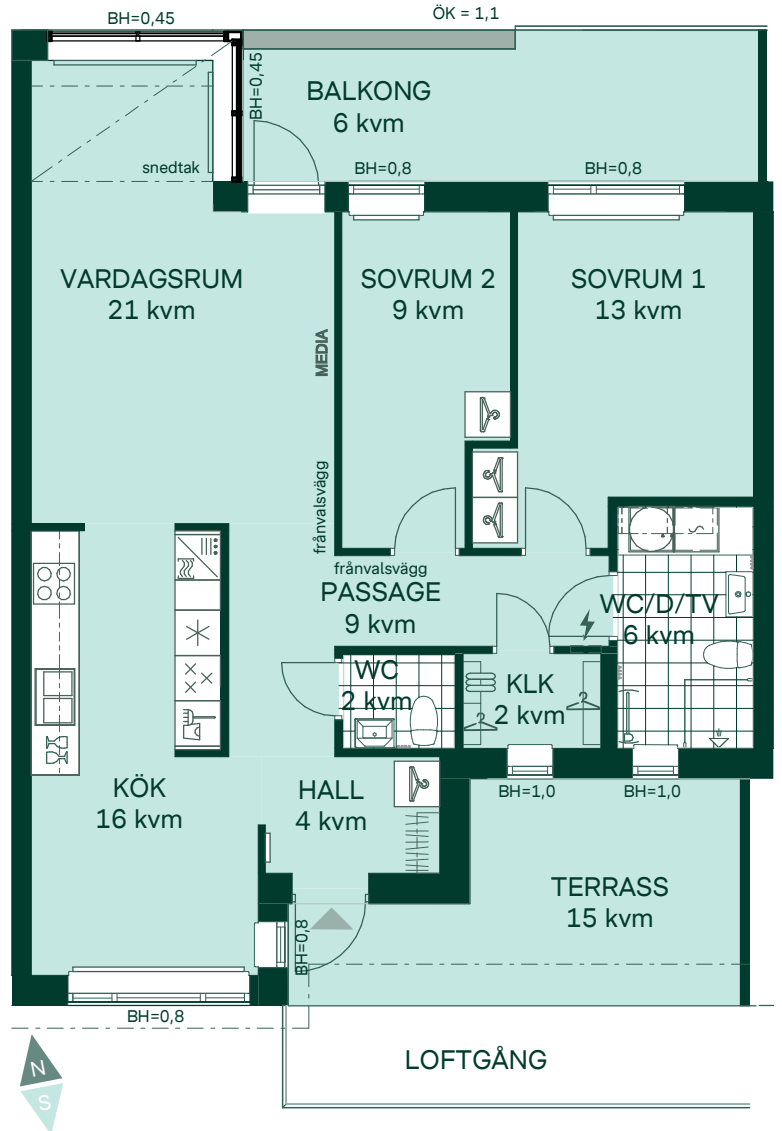 BH=0,45
ÖK = 1,1
BH=0,45
BALKONG
6 kvm
snedtak
BH=0,8
BH=0,8
VARDAGSRUM
21 kvm
SOVRUM 2
9 kvm
SOVRUM 1
13 kvm
MEDIA
frånvalsvägg
frånvalsvägg
PASSAGE
9 kvm
WC/D/TV
6 kvm
WC
2 kvm
KLK
2 kvm
KÖK
16 kvm
HALL
4 kvm
BH=1,0
BH=1,0
TERRASS
15 kvm
BH=0,8
BH=0,8
LOFTGÅNG
N
S